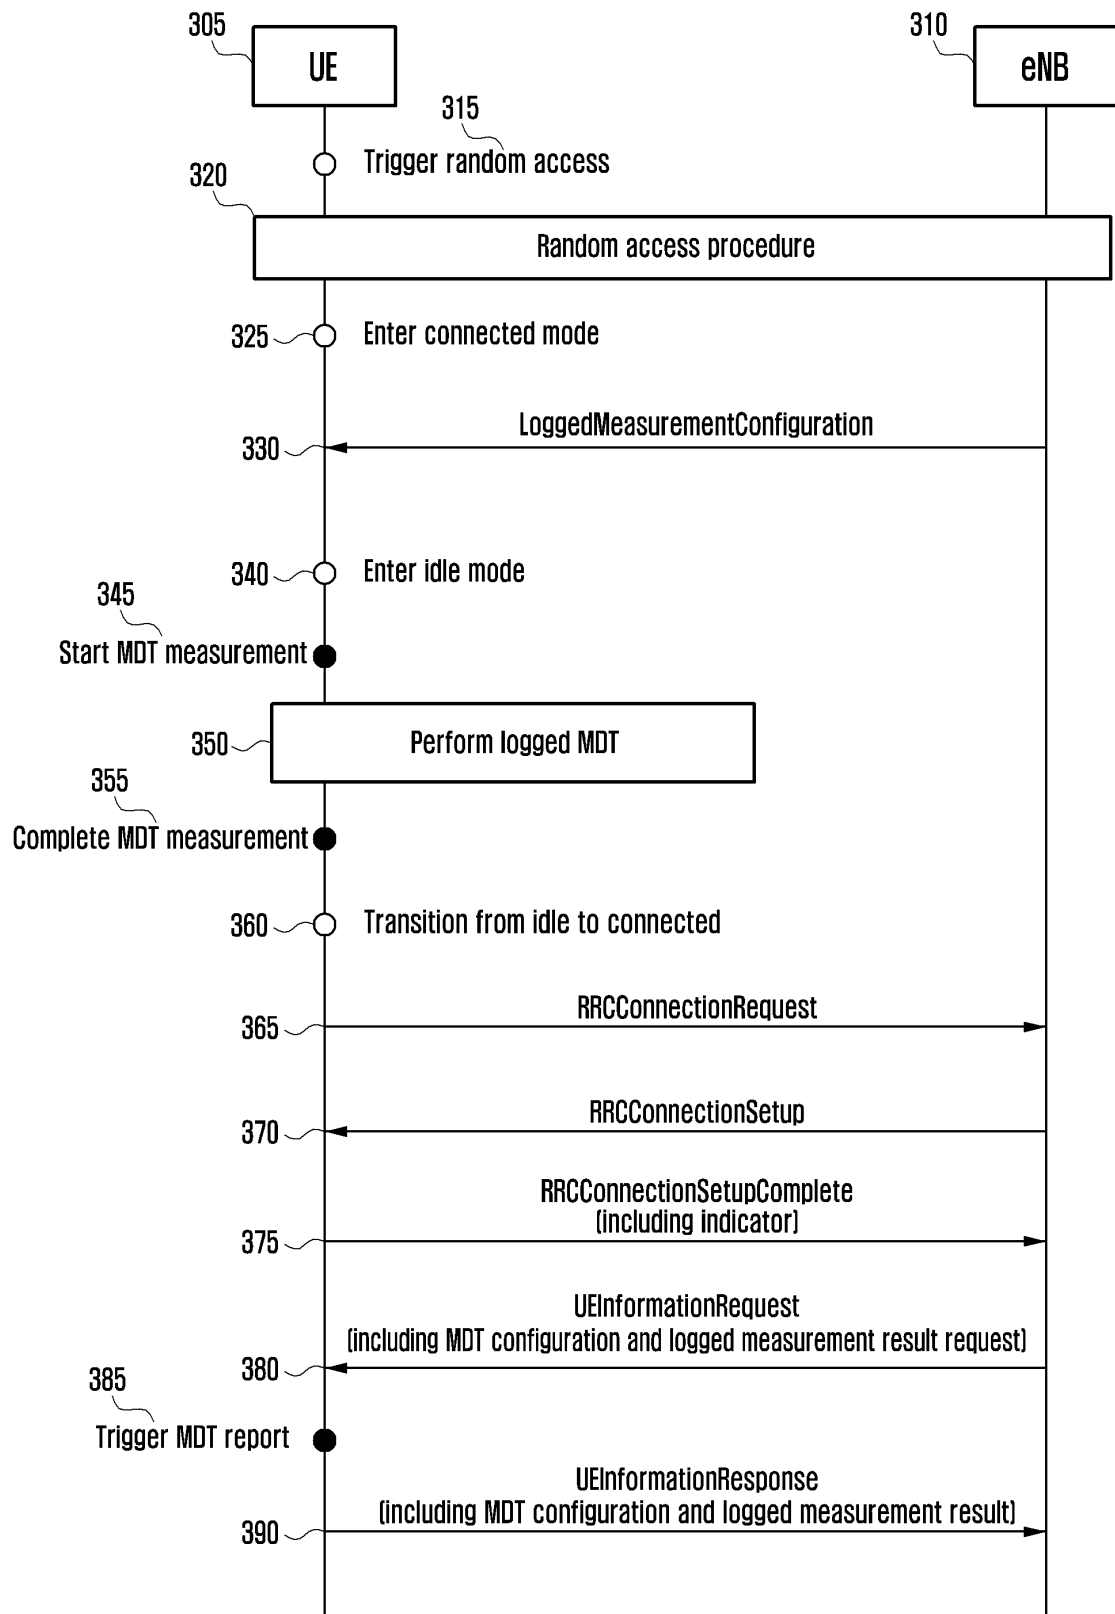 305
UE
310
eNB
315
Trigger random access
320
Random access procedure
325
Enter connected mode
LoggedMeasurementConfiguration
330
340
Enter idle mode
345
Start MDT measurement
350
Perform logged MDT
355
Complete MDT measurement
360
Transition from idle to connected
RRCConnectionRequest
365
RRCConnectionSetup
370
RRCConnectionSetupComplete
(including indicator)
375
UEInformationRequest
(including MDT configuration and logged measurement result request)
380
385
Trigger MDT report
UEInformationResponse
(including MDT configuration and logged measurement result)
390